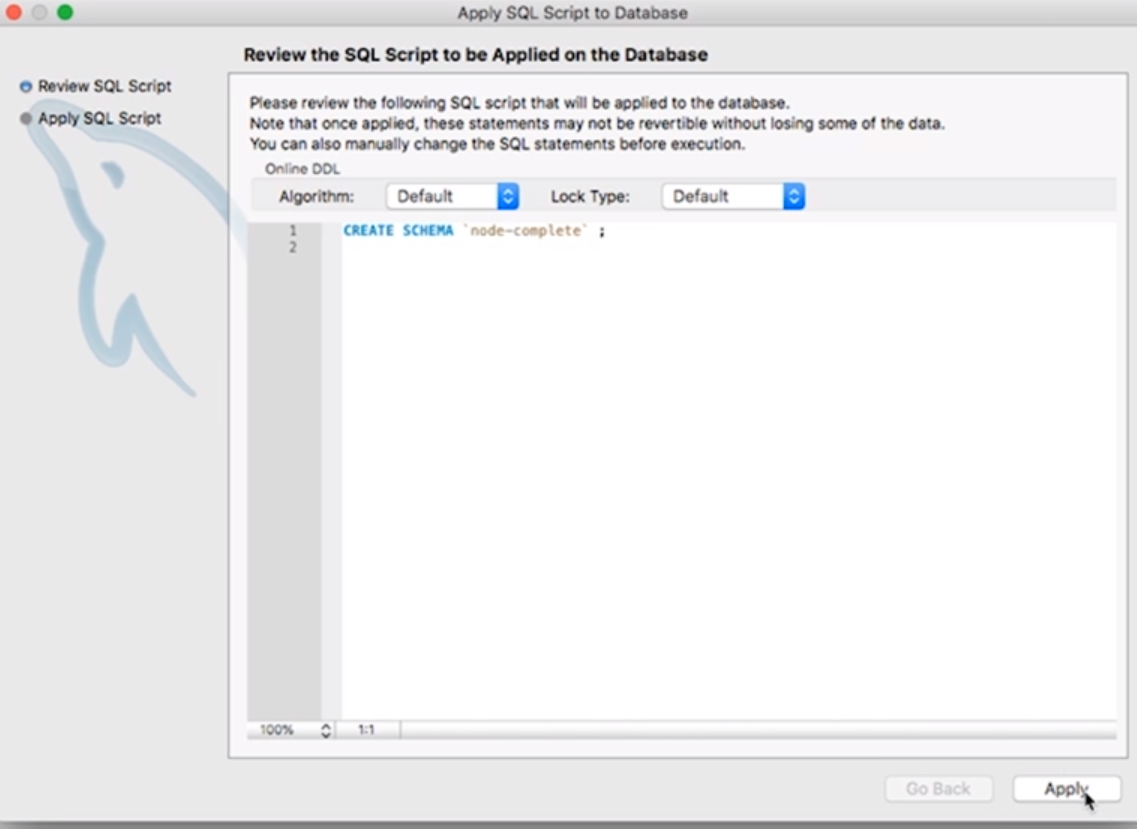 Apply SQL Script to Database
Review the SQL Script to be Applied on the Database
Review SQL Script
Apply SQL Script
Please review the following SQL script that will be applied to the database.
Note that once applied, these statements may not be revertible without losing some of the data.
You can also manually change the SQL statements before execution.
Online DDL
Algorithm: Default Lock Type: Default
1 CREATE SCHEMA `node-complete` ;
2
100% 1:1
Go Back Apply